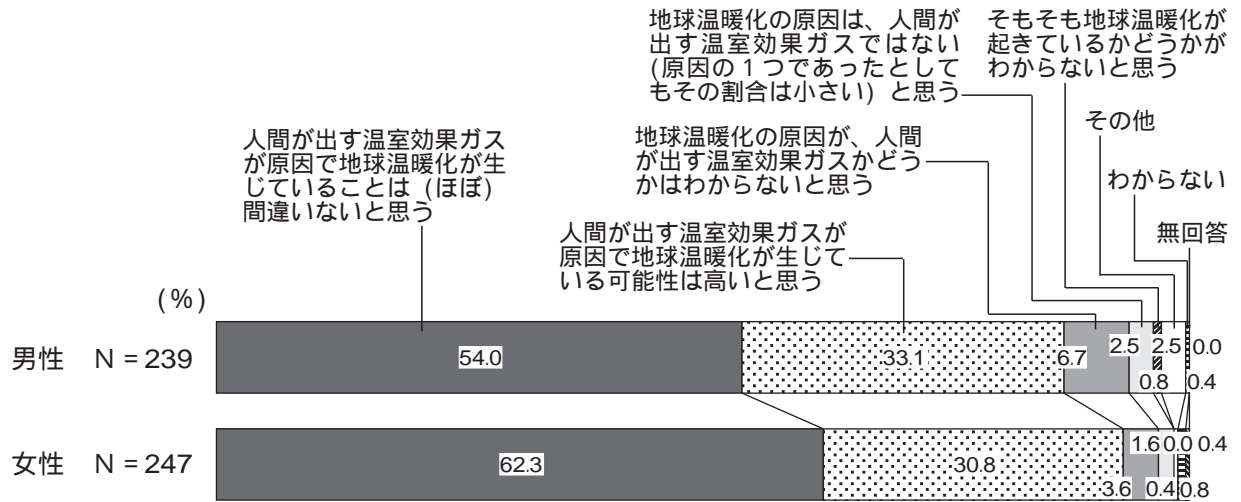 地球温暖化の原因は、人間が
出す温室効果ガスではない
(原因の1つであったとして
もその割合は小さい) と思う
そもそも地球温暖化が
起きているかどうかが
わからないと思う
その他
わからない
無回答
人間が出す温室効果ガス
が原因で地球温暖化が生
じていることは (ほぼ)
間違いないと思う
地球温暖化の原因が、人間
が出す温室効果ガスかどう
かはわからないと思う
人間が出す温室効果ガスが
原因で地球温暖化が生じて
いる可能性は高いと思う
(%)
男性 N = 239
54.0
33.1
6.7
2.5
0.8
2.5
0.0
0.4
女性 N = 247
62.3
30.8
3.6
1.6
0.4
0.0
0.8
0.4